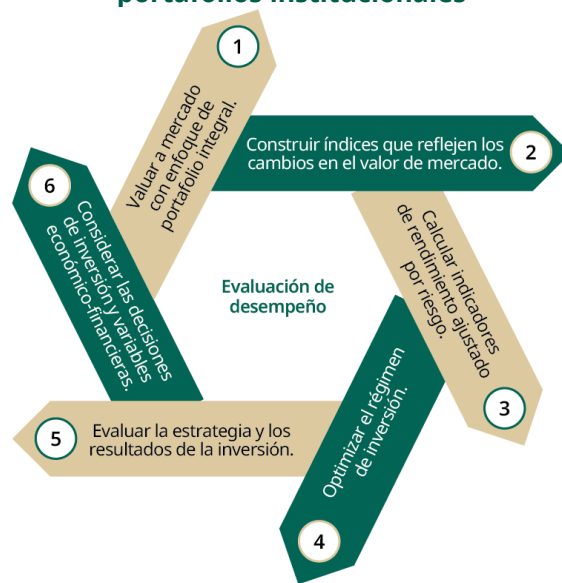 portafolios institucionales
1
Valuar a mercado
con enfoque de
portafolio integral.
Construir índices que reflejen los
cambios en el valor de mercado.
2
Calcular indicadores
de rendimiento ajustado
por riesgo.
3
Optimizar el régimen
de inversión.
4
5
Evaluar la estrategia y los
resultados de la inversión.
6
Considerar las decisiones
de inversión y variables
económico-financieras.
Evaluación de
desempeño